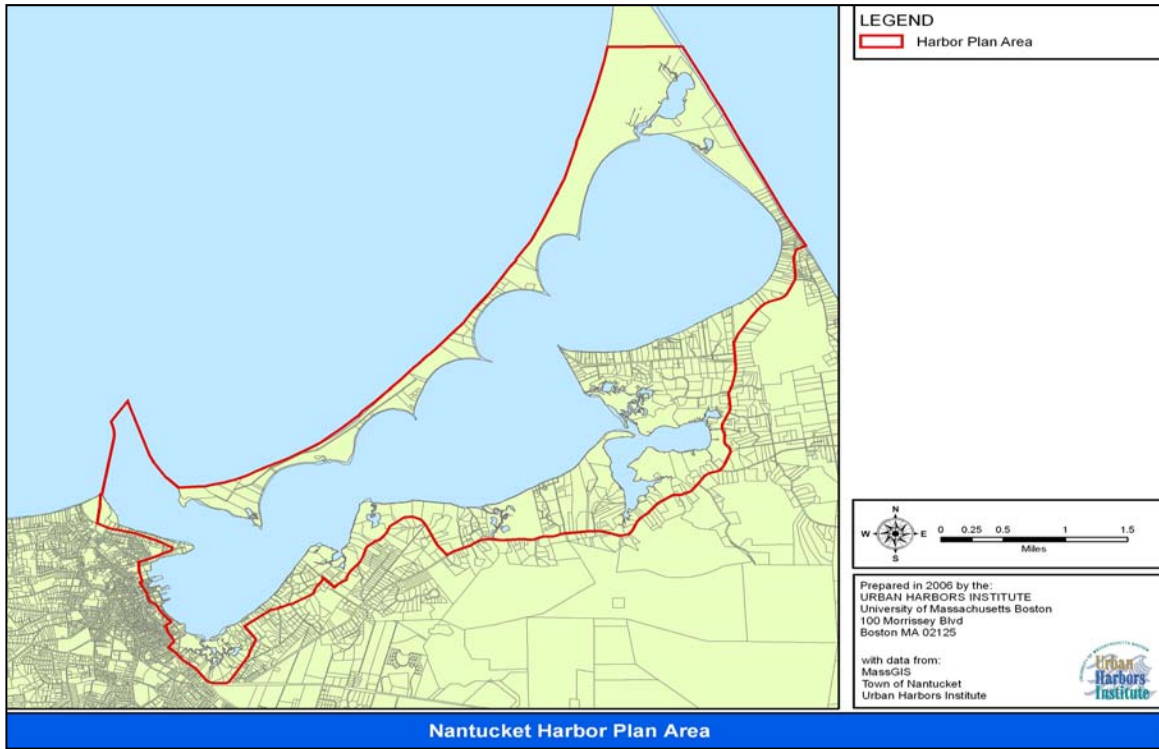 LEGEND
Harbor Plan Area
N
W E
S
0 0.25 0.5 1 1.5
Miles
Prepared in 2006 by the:
URBAN HARBORS INSTITUTE
University of Massachusetts Boston
100 Morrissey Blvd
Boston MA 02125
with data from:
MassGIS
Town of Nantucket
Urban Harbors Institute
Urban
Harbors
Institute
Nantucket Harbor Plan Area